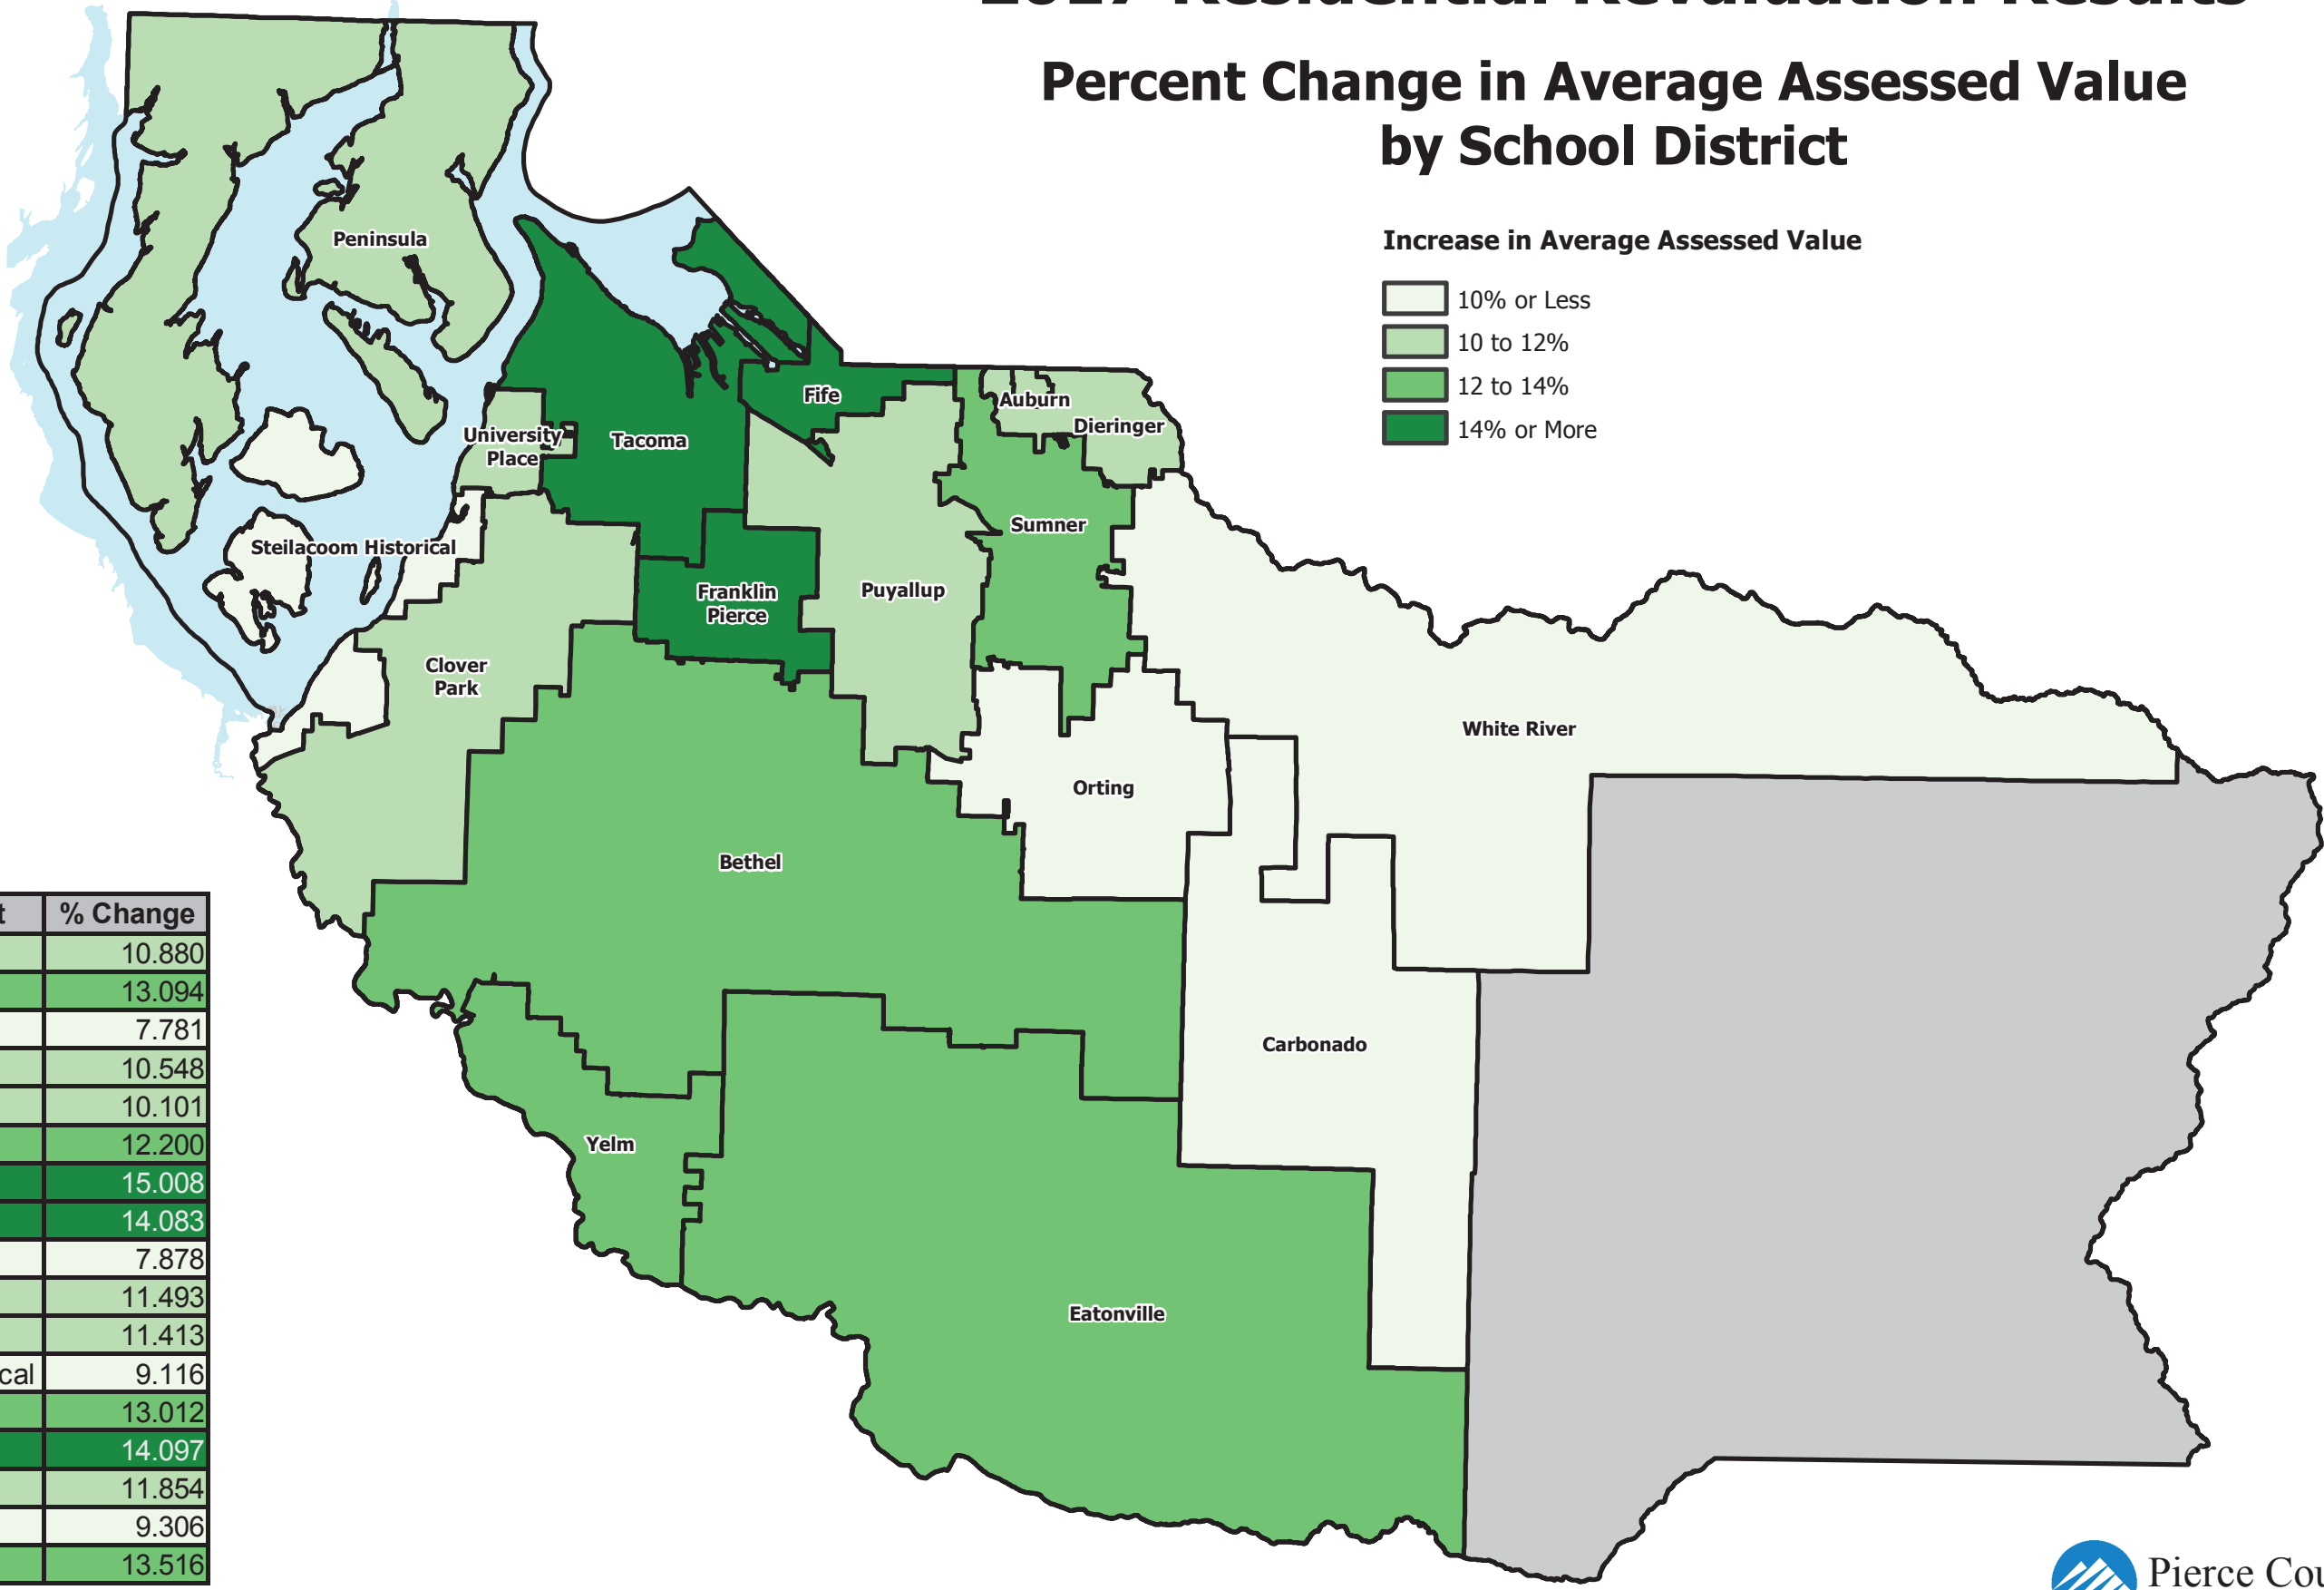 Percent Change in Average Assessed Value
by School District
Increase in Average Assessed Value
10% or Less
10 to 12%
12 to 14%
14% or More
Peninsula
Fife
Auburn
Dieringer
University
Place
Tacoma
Sumner
Steilacoom Historical
Franklin
Pierce
Puyallup
Clover
Park
White River
Orting
Bethel
Carbonado
Yelm
Eatonville
t % Change
10.880
13.094
7.781
10.548
10.101
12.200
15.008
14.083
7.878
11.493
11.413
cal 9.116
13.012
14.097
11.854
9.306
13.516
Pierce Cou